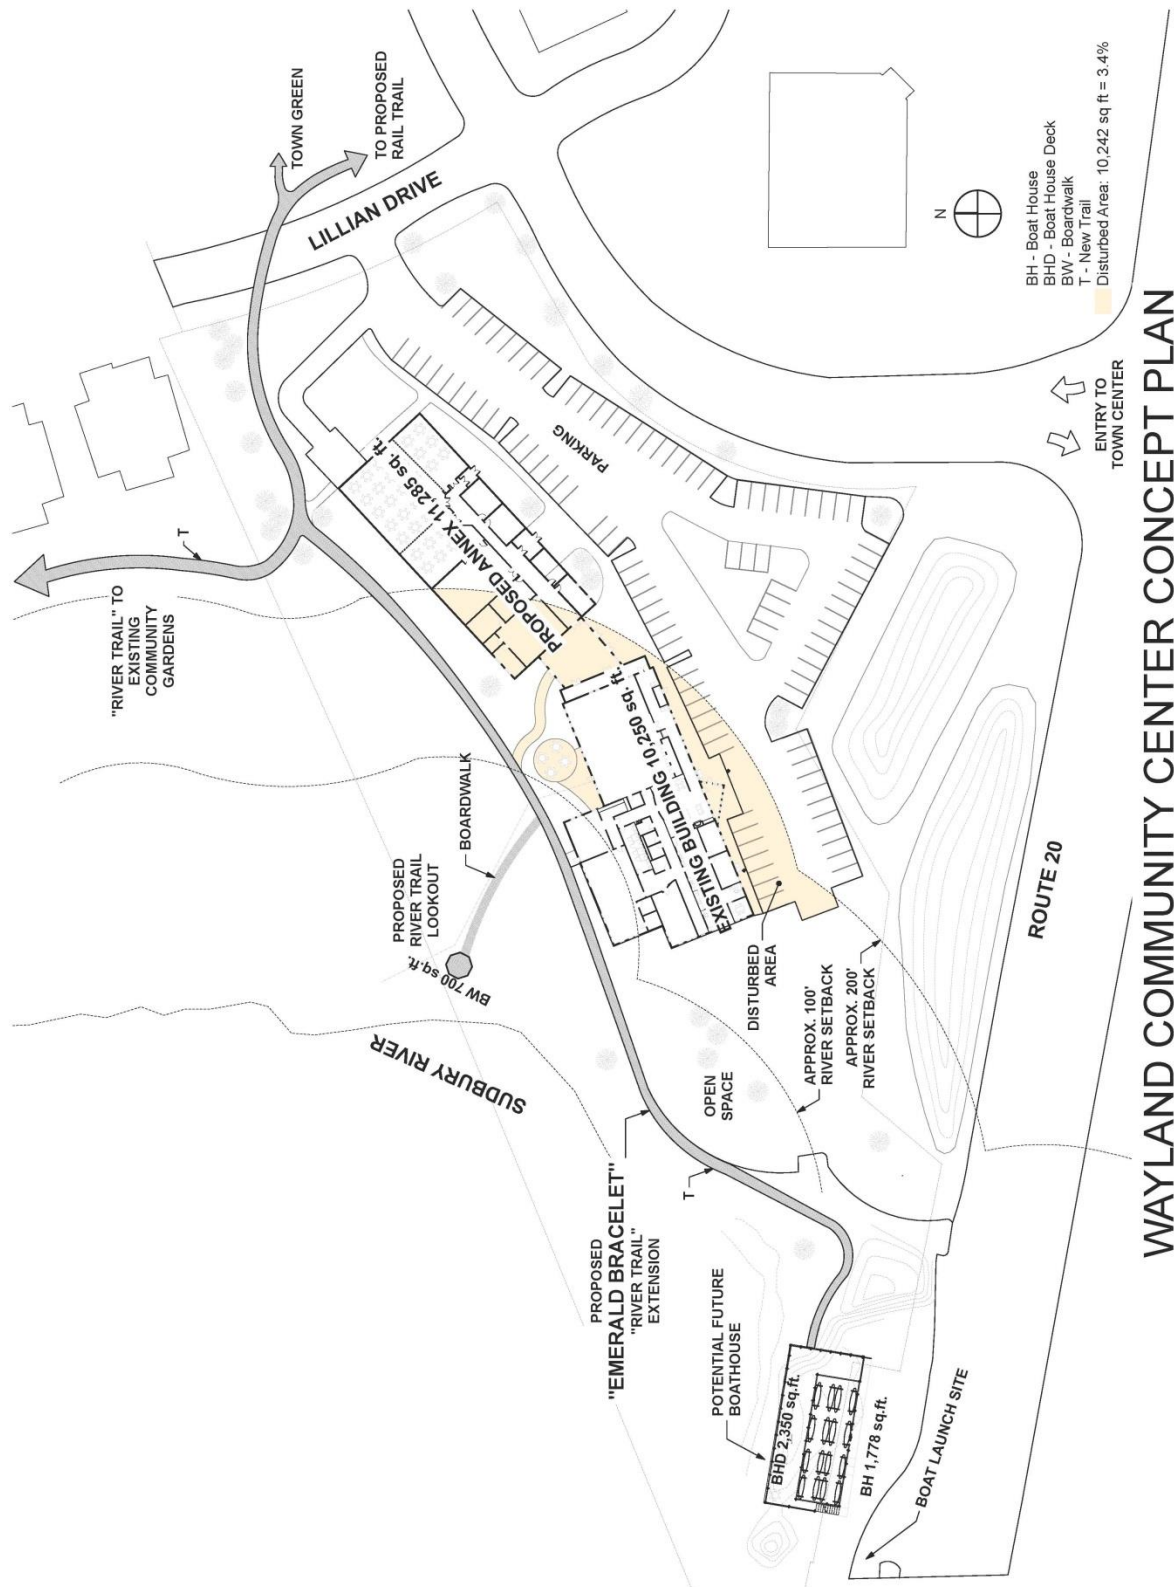 "RIVER TRAIL" TO
EXISTING
COMMUNITY
GARDENS
T
TOWN GREEN
TO PROPOSED
RAIL TRAIL
LILLIAN DRIVE
PROPOSED
RIVER TRAIL
LOOKOUT
BOARDWALK
BW 700 sq.ft.
SUDBURY RIVER
PROPOSED ANNEX 11,285 sq. ft.
EXISTING BUILDING 10,250 sq. ft.
PARKING
DISTURBED
AREA
APPROX. 100'
RIVER SETBACK
APPROX. 200'
RIVER SETBACK
OPEN
SPACE
PROPOSED
"EMERALD BRACELET"
"RIVER TRAIL"
EXTENSION
T
POTENTIAL FUTURE
BOATHOUSE
BHD 2,350 sq.ft.
BH 1,778 sq.ft.
BOAT LAUNCH SITE
ROUTE 20
ENTRY TO
TOWN CENTER
N
BH - Boat House
BHD - Boat House Deck
BW - Boardwalk
T - New Trail
Disturbed Area: 10,242 sq ft = 3.4%
WAYLAND COMMUNITY CENTER CONCEPT PLAN